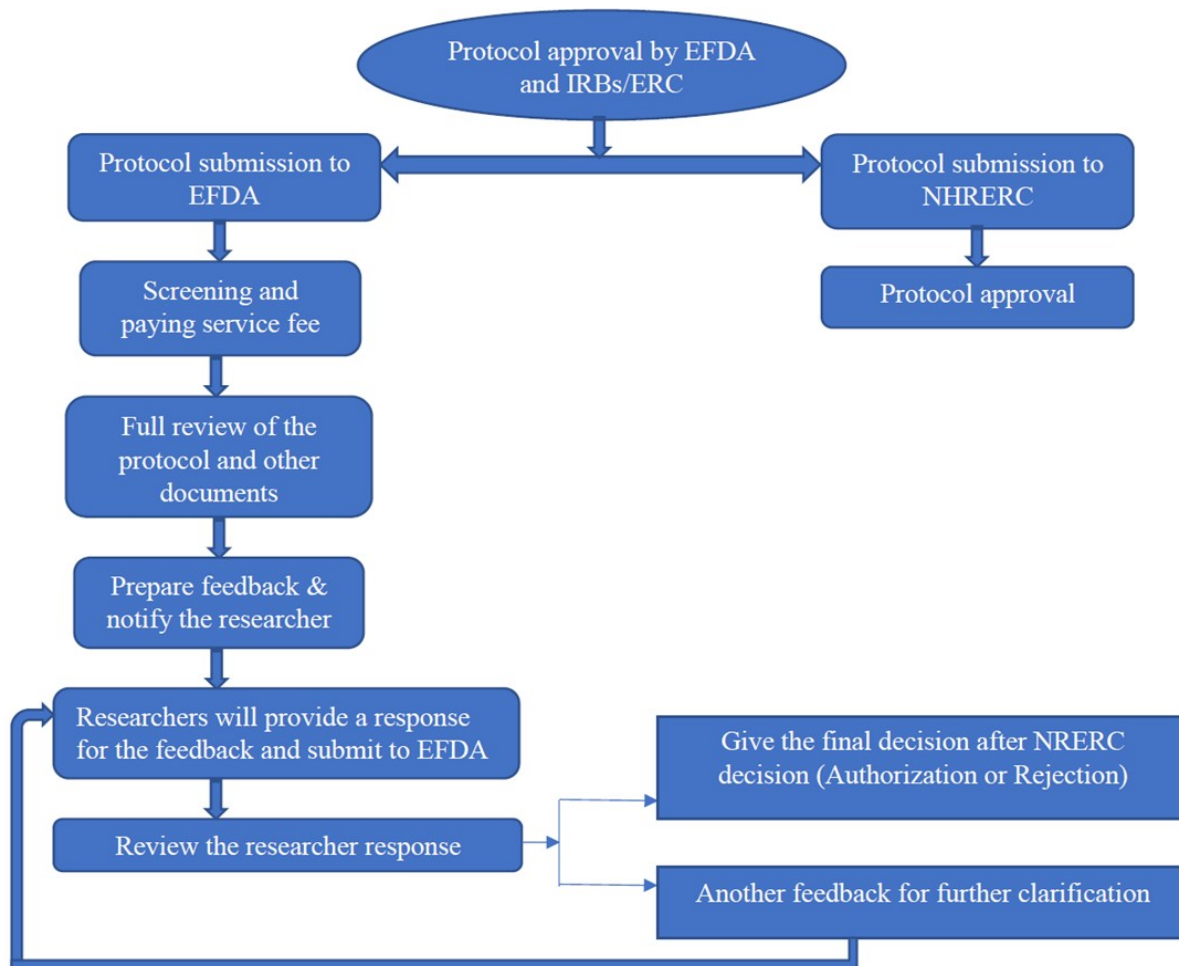 Protocol approval by EFDA
and IRBs/ERC
Protocol submission to
EFDA
Protocol submission to
NHRERC
Screening and
paying service fee
Protocol approval
Full review of the
protocol and other
documents
Prepare feedback &
notify the researcher
Researchers will provide a response
for the feedback and submit to EFDA
Give the final decision after NRERC
decision (Authorization or Rejection)
Review the researcher response
Another feedback for further clarification